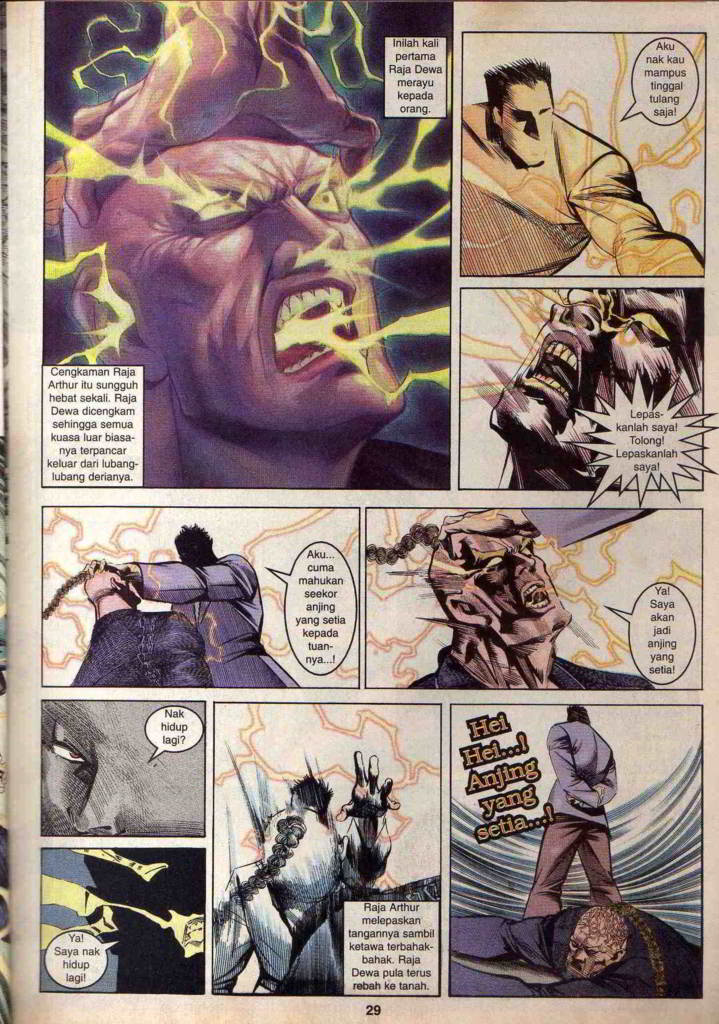 Inilah kali
pertama
Raja Dewa
merayu
kepada
orang.
Cengkaman Raja
Arthur itu sungguh
hebat sekali. Raja
Dewa dicengkam
sehingga semua
kuasa luar biasa-
nya terpancar
keluar dari lubang-
lubang derianya.
Aku
nak kau
mampus
tinggal
tulang
saja!
Lepas-
kanlah saya!
Tolong!
Lepaskanlah
saya!
Aku...
cuma
mahukan
seekor
anjing
yang setia
kepada
tuan-
nya...!
Ya!
Saya
akan
jadi
anjing
yang
setia!
Nak
hidup
lagi?
Ya!
Saya nak
hidup
lagi!
Raja Arthur
melepaskan
tangannya sambil
ketawa terbahak-
bahak. Raja
Dewa pula terus
rebah ke tanah.
Hei
Hei...!
Anjing
yang
setia...!
29